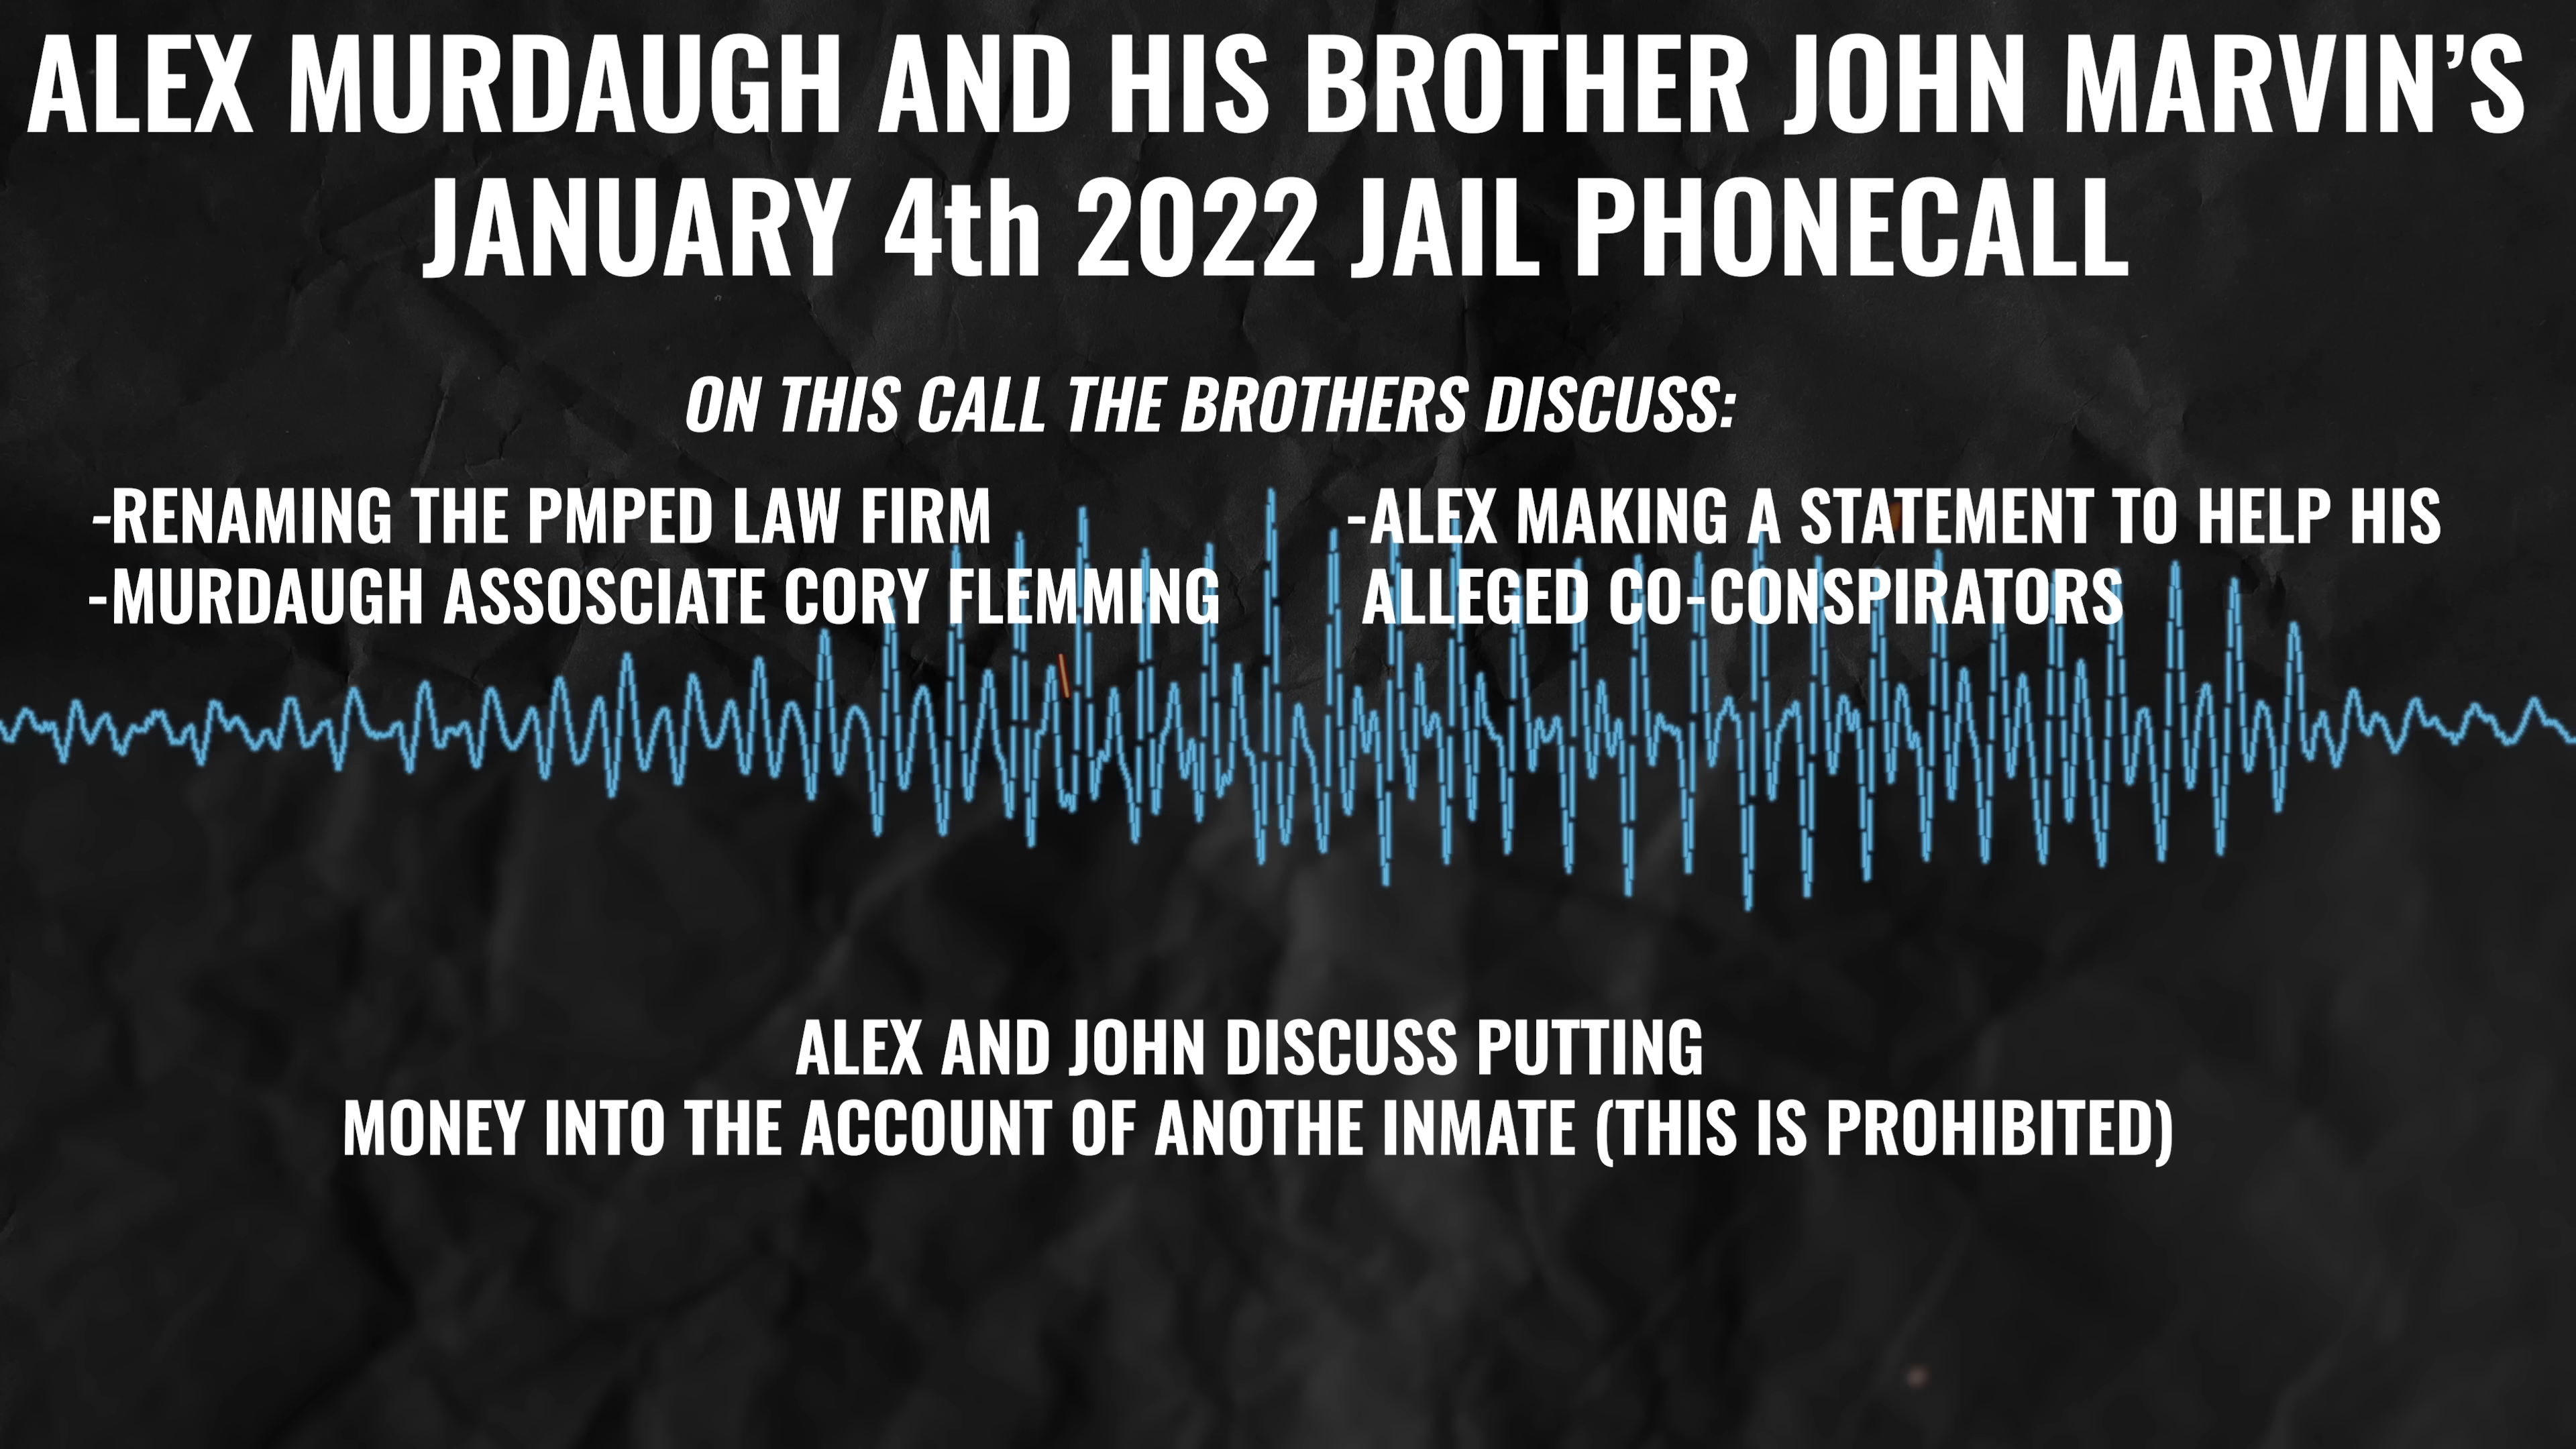 ALEX MURDAUGH AND HIS BROTHER JOHN MARVIN’S
JANUARY 4th 2022 JAIL PHONECALL
ON THIS CALL THE BROTHERS DISCUSS:
-RENAMING THE PMPED LAW FIRM
-MURDAUGH ASSOSCIATE CORY FLEMMING
-ALEX MAKING A STATEMENT TO HELP HIS
ALLEGED CO-CONSPIRATORS
ALEX AND JOHN DISCUSS PUTTING
MONEY INTO THE ACCOUNT OF ANOTHE INMATE (THIS IS PROHIBITED)